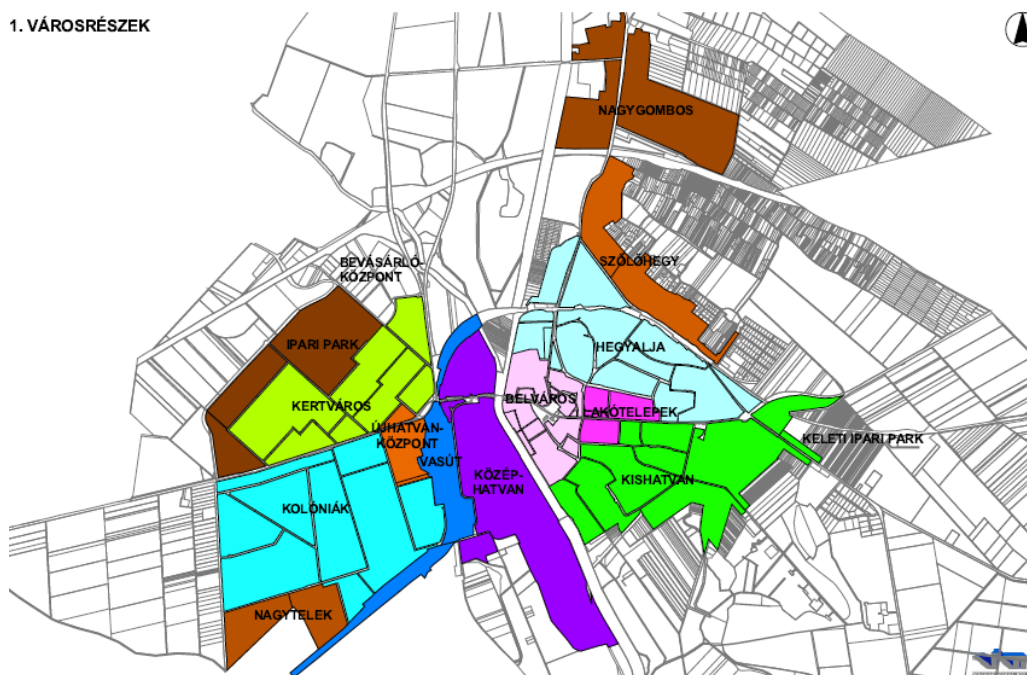 1. VÁROSRÉSZEK
NAGYGOMBOS
SZŐLŐHEGY
BEVÁSÁRLÓ-
KÖZPONT
IPARI PARK
HEGYALJA
KERTVÁROS
BELVÁROS
LAKÓTELEPEK
ÚJHATVAN-
KÖZPONT
KELETI IPARI PARK
VASÚT
KÖZÉP-
HATVAN
KISHATVAN
KOLÓNIÁK
NAGYTELEK